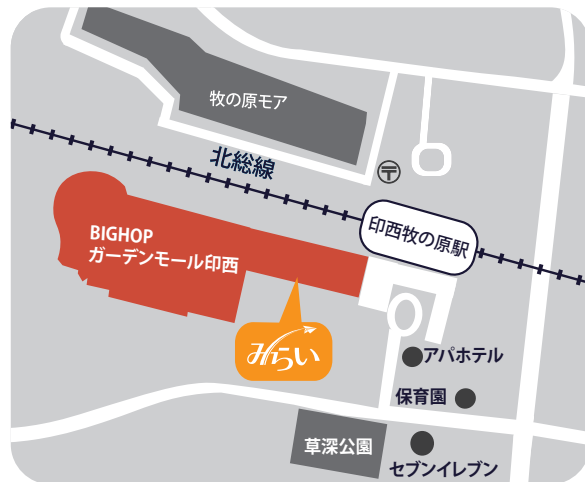 牧の原モア
北総線
〒
印西牧の原駅
BIGHOP
ガーデンモール印西
みらい
アパホテル
保育園
草深公園
セブンイレブン